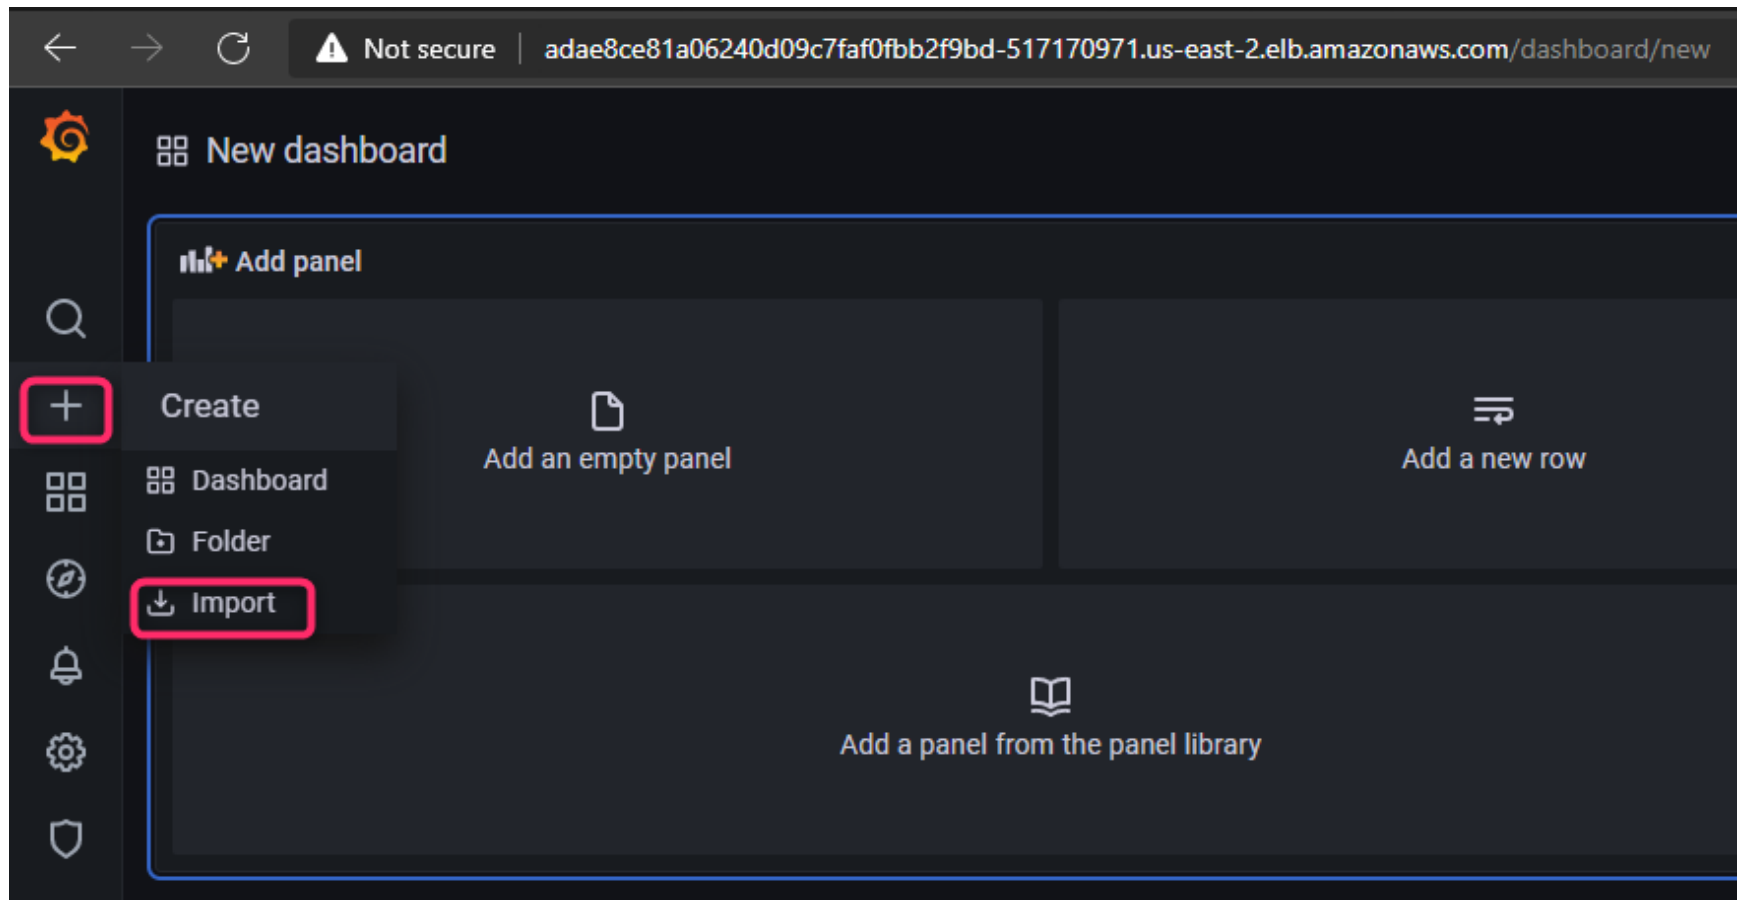 Not secure | adae8ce81a06240d09c7faf0fbb2f9bd-517170971.us-east-2.elb.amazonaws.com/dashboard/new
New dashboard
Add panel
Create
Add an empty panel
Add a new row
Dashboard
Folder
Import
Add a panel from the panel library